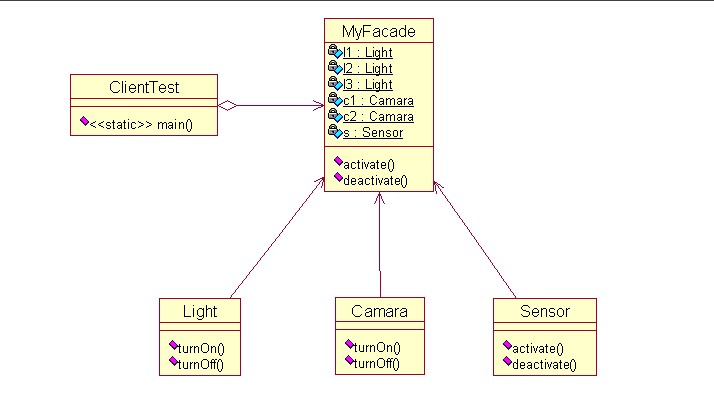 MyFacade
l1 : Light
l2 : Light
l3 : Light
c1 : Camara
c2 : Camara
s : Sensor
activate()
deactivate()
ClientTest
<<static>> main()
Light
turnOn()
turnOff()
Camara
turnOn()
turnOff()
Sensor
activate()
deactivate()